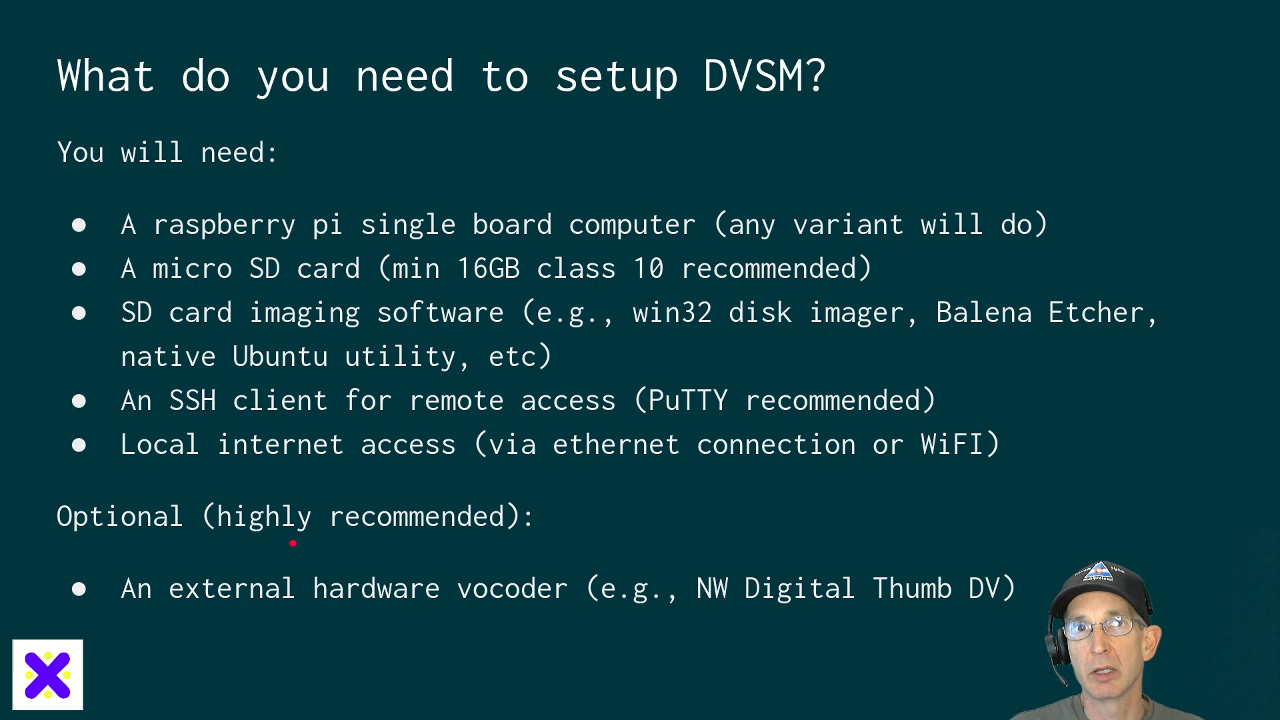 What do you need to setup DVSM?
You will need:
● A raspberry pi single board computer (any variant will do)
● A micro SD card (min 16GB class 10 recommended)
● SD card imaging software (e.g., win32 disk imager, Balena Etcher,
native Ubuntu utility, etc)
● An SSH client for remote access (PuTTY recommended)
● Local internet access (via ethernet connection or WiFI)
Optional (highly recommended):
● An external hardware vocoder (e.g., NW Digital Thumb DV)